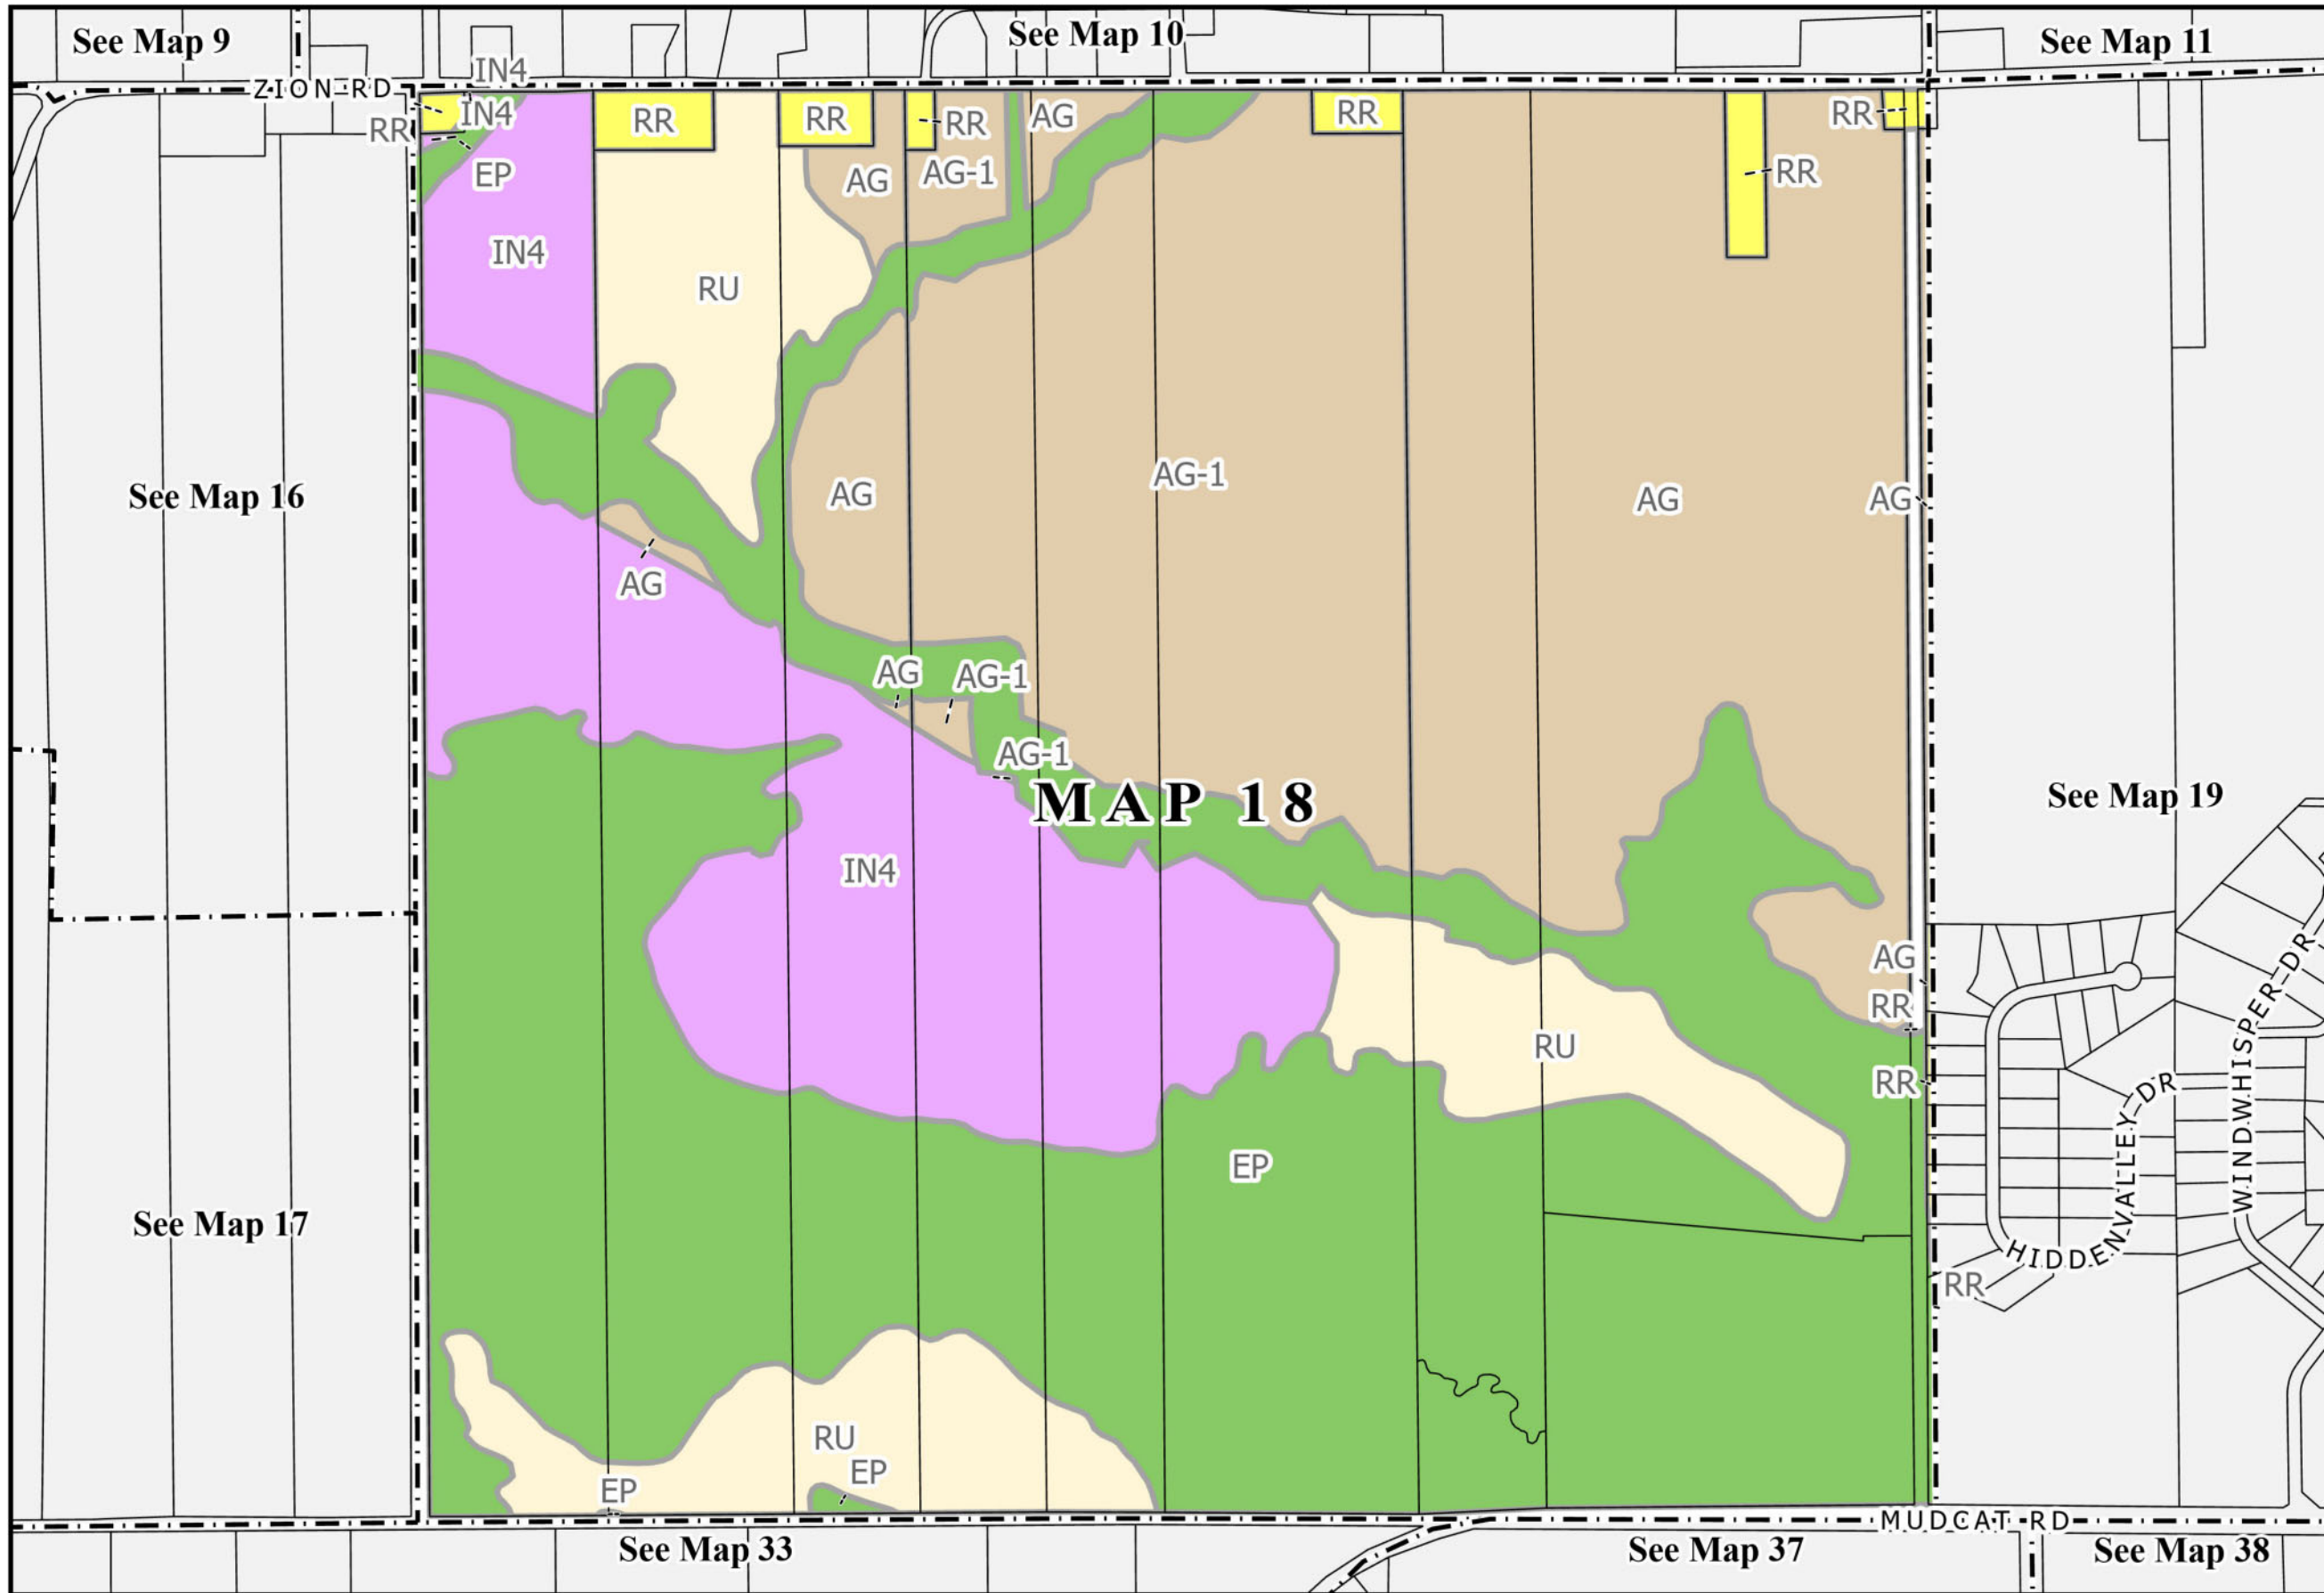 See Map 9
See Map 10
See Map 11
IN4
ZION RD
IN4
RR
EP
RR
RR
RR
AG
RR
RR
RR
AG
AG-1
IN4
RU
See Map 16
AG
AG-1
AG
AG
AG
AG
AG-1
AG-1
MAP 18
See Map 19
IN4
AG
RR
RU
RR
EP
See Map 17
WINDWHISPER DR
HIDDENVALLEY DR
RR
RU
EP
EP
MUDCAT RD
See Map 33
See Map 37
See Map 38